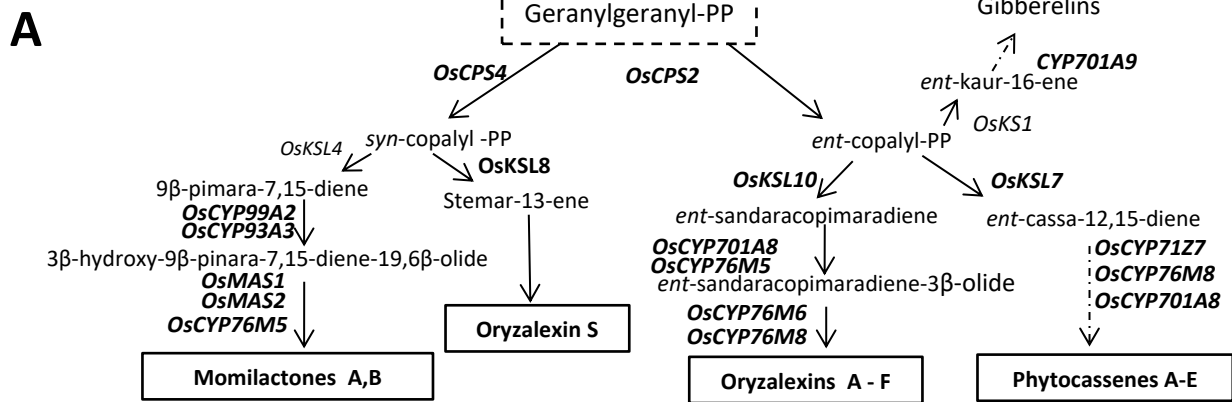 A
Geranylgeranyl-PP
Gibberelins
OsCPS4
OsCPS2
CYP701A9
ent-kaur-16-ene
OsKS1
syn-copalyl -PP
ent-copalyl-PP
OsKSL4
OsKSL8
OsKSL10
OsKSL7
9β-pimara-7,15-diene
Stemar-13-ene
ent-sandaracopimaradiene
ent-cassa-12,15-diene
OsCYP99A2
OsCYP93A3
OsCYP701A8
OsCYP76M5
OsCYP71Z7
OsCYP76M8
OsCYP701A8
3β-hydroxy-9β-pinara-7,15-diene-19,6β-olide
ent-sandaracopimaradiene-3β-olide
OsMAS1
OsMAS2
OsCYP76M5
OsCYP76M6
OsCYP76M8
Momilactones A,B
Oryzalexin S
Oryzalexins A - F
Phytocassenes A-E